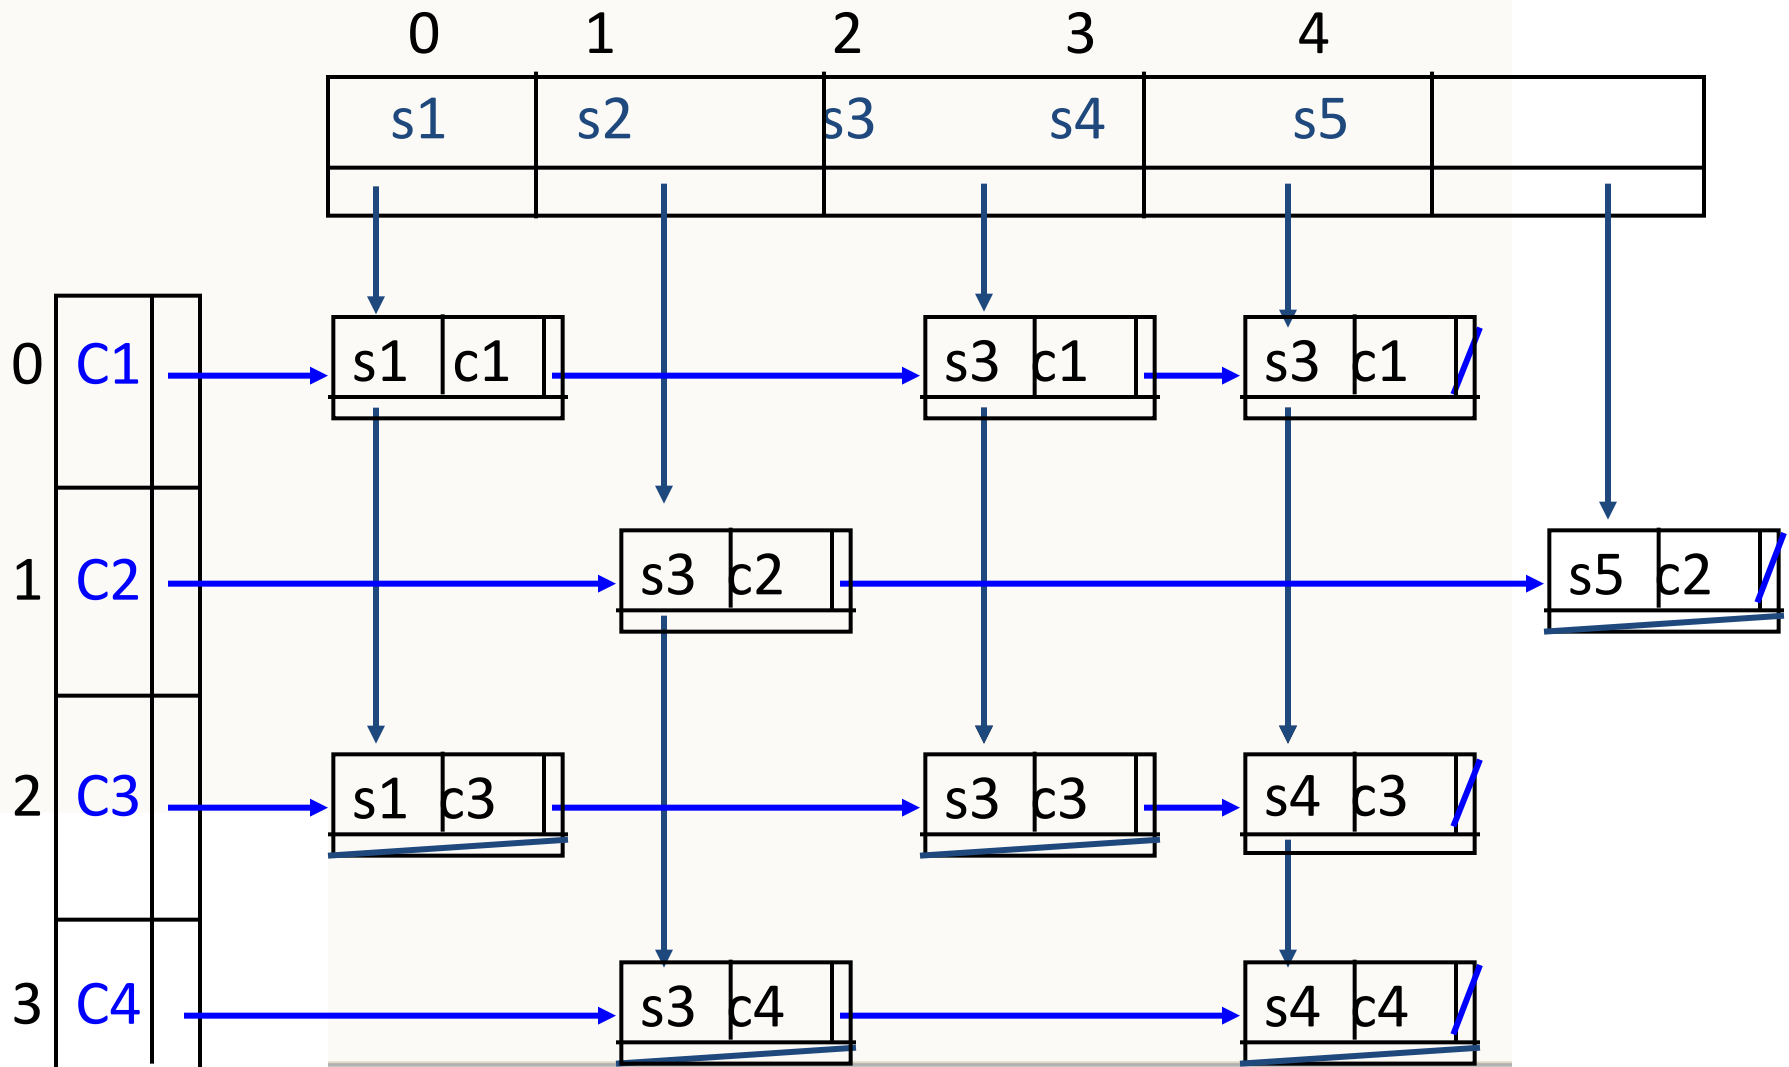 0 1 2 3 4
s1 s2 s3 s4 s5
0 C1 s1 c1 s3 c1 s3 c1
1 C2 s3 c2 s5 c2
2 C3 s1 c3 s3 c3 s4 c3
3 C4 s3 c4 s4 c4